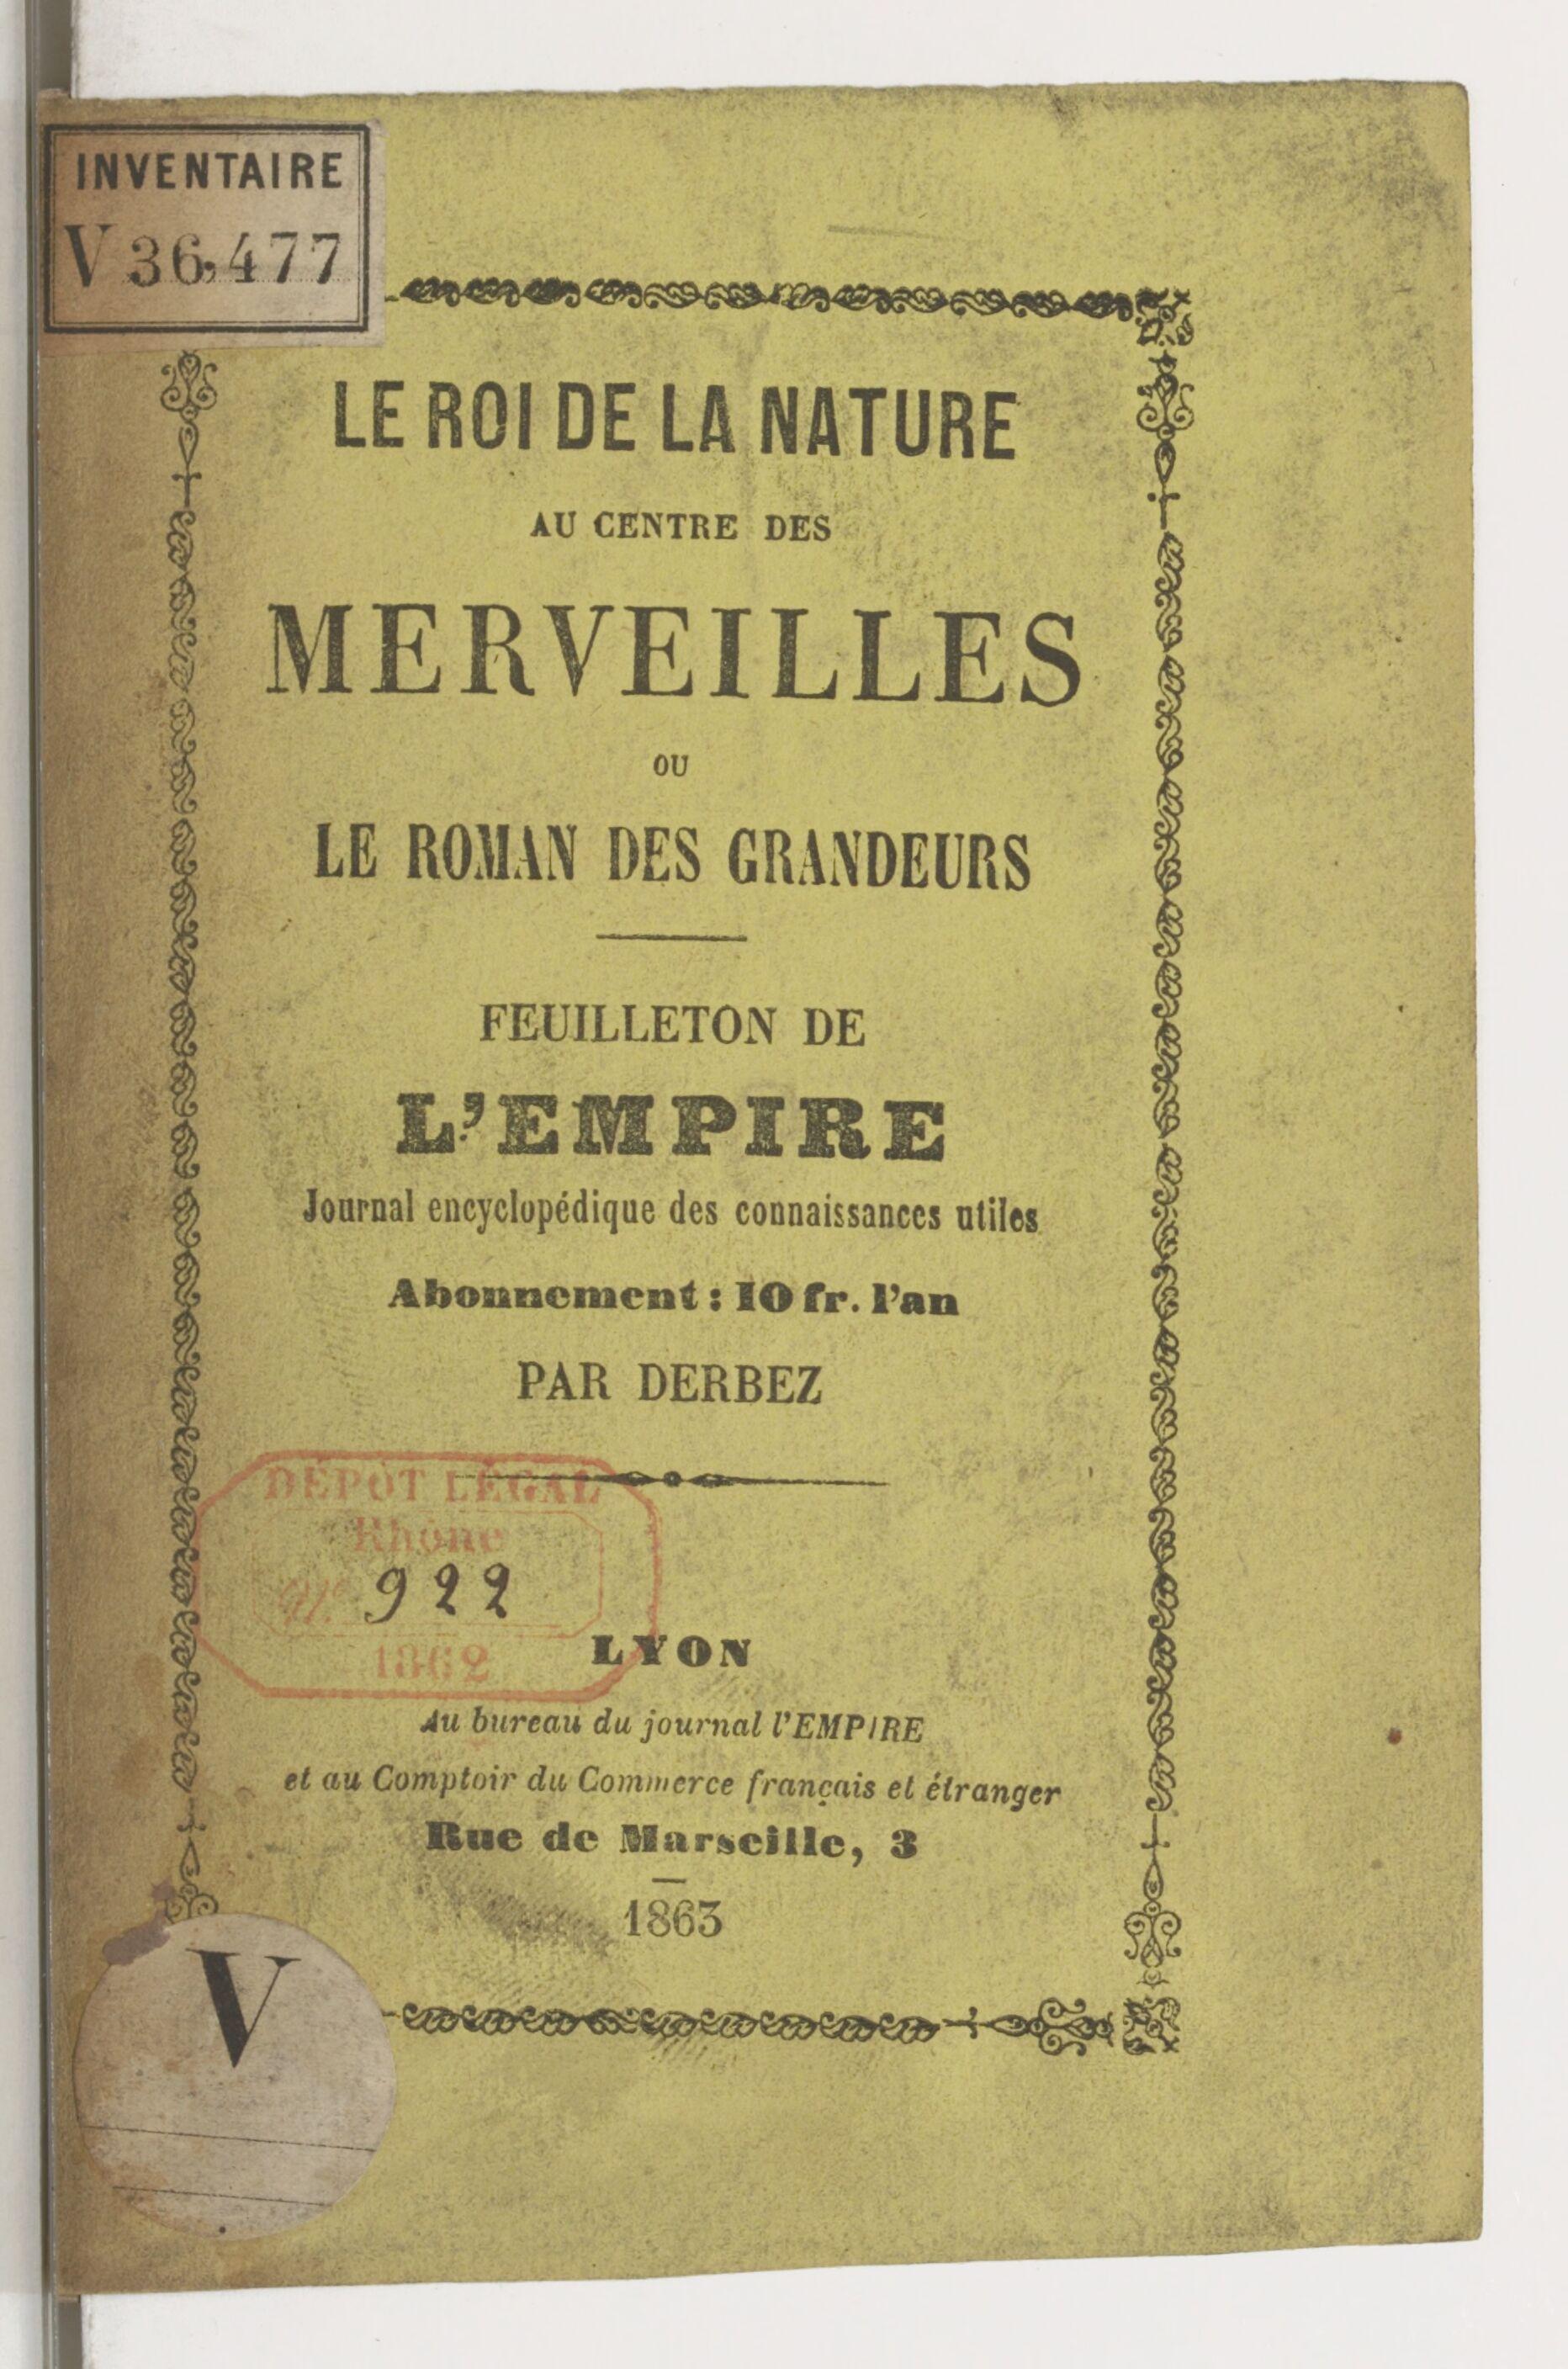 INVENTAIRE
V 36,477
LE ROI DE LA NATURE
AU CENTRE DES
MERVEILLES
OU
LE ROMAN DES GRANDEURS
FEUILLETON DE
L'EMPIRE
Journal encyclopédique des connaissances utiles
Abonnement : 10 fr. l'an
PAR DERBEZ
DÉPÔT LÉGAL
Rhône
N° 922
1862
LYON
Au bureau du journal l'EMPIRE
et au Comptoir du Commerce français et étranger
Rue de Marseille, 3
1863
V